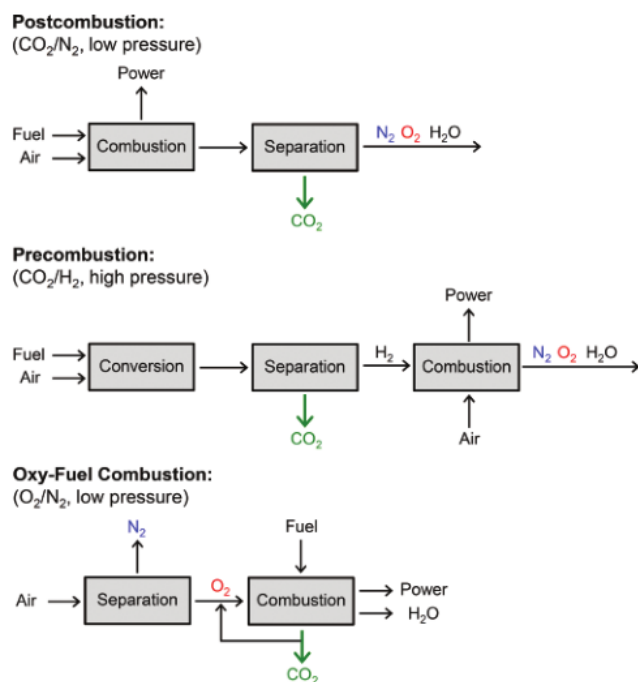 Postcombustion:
(CO₂/N₂, low pressure)
Power
Fuel
Air
Combustion
Separation
N₂ O₂ H₂O
CO₂
Precombustion:
(CO₂/H₂, high pressure)
Power
Fuel
Air
Conversion
Separation
H₂
Combustion
N₂ O₂ H₂O
CO₂
Air
Oxy-Fuel Combustion:
(O₂/N₂, low pressure)
N₂
Fuel
Air
Separation
O₂
Combustion
Power
H₂O
CO₂